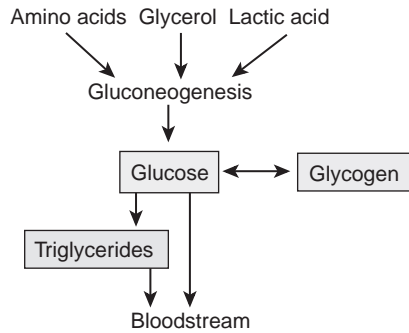 Amino acids Glycerol Lactic acid
Gluconeogenesis
Glucose
Glycogen
Triglycerides
Bloodstream